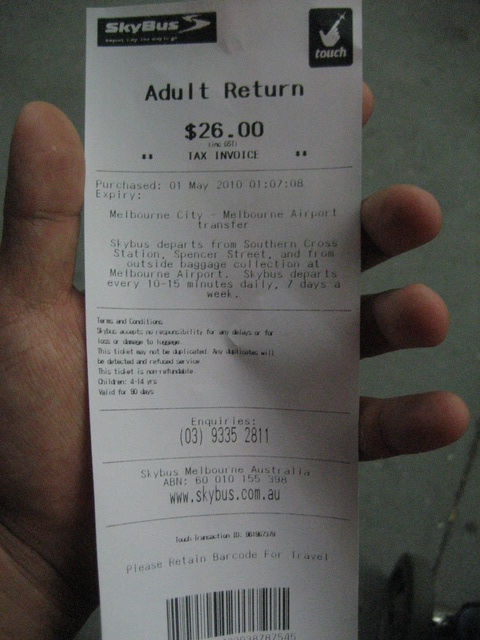 SkyBus
touch
Adult Return
$26.00
(inc GST)
** TAX INVOICE **
Purchased: 01 May 2010 01:07:08
Expiry:
Melbourne City - Melbourne Airport
transfer
Skybus departs from Southern Cross
Station, Spencer Street, and from
outside baggage collection at
Melbourne Airport. Skybus departs
every 10-15 minutes daily, 7 days a
week.
Terms and Conditions
Skybus accepts no responsibility for any delays or for
loss or damage to luggage.
This ticket may not be duplicated. Any duplicates will
be detected and refused service
This ticket is non-refundable.
Children: 4-14 yrs
Valid for 90 days
Enquiries:
(03) 9335 2811
Skybus Melbourne Australia
ABN: 60 010 155 398
www.skybus.com.au
Touch Transaction ID:
Please Retain Barcode For Travel